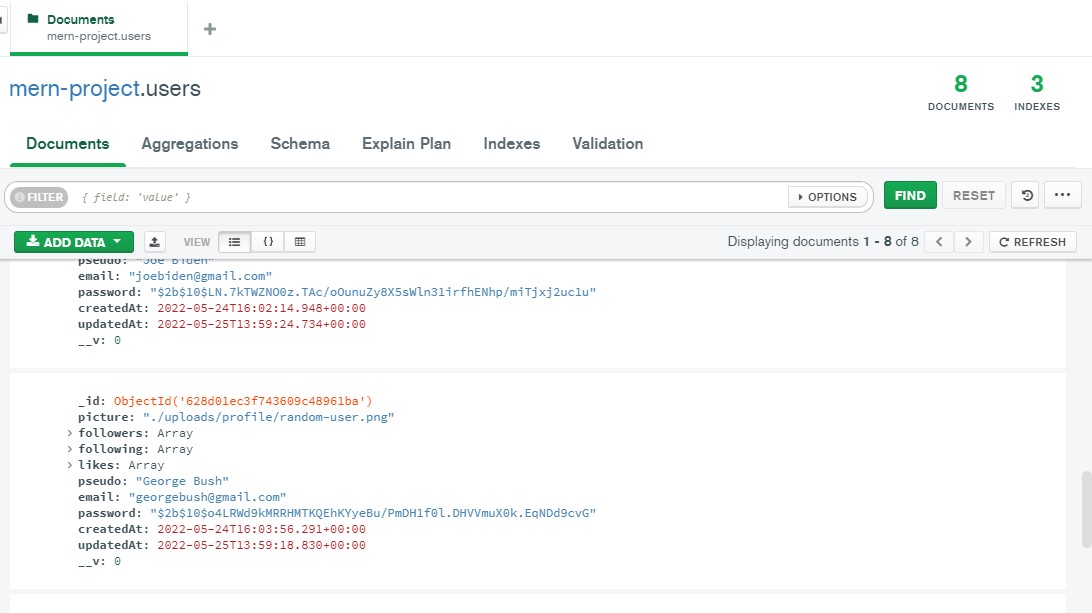 Documents
mern-project.users
mern-project.users
8
DOCUMENTS
3
INDEXES
Documents Aggregations Schema Explain Plan Indexes Validation
FILTER { field: 'value' } OPTIONS FIND RESET ...
ADD DATA VIEW {} Displaying documents 1 - 8 of 8 < > REFRESH
pseudo: "Joe Biden"
email: "joebiden@gmail.com"
password: "$2b$10$LN.7kTWZNO0z.TAc/oOunuZy8X5sWln31irfhENhp/miTjxj2uc1u"
createdAt: 2022-05-24T16:02:14.948+00:00
updatedAt: 2022-05-25T13:59:24.734+00:00
__v: 0
_id: ObjectId('628d01ec3f743609c48961ba')
picture: "./uploads/profile/random-user.png"
> followers: Array
> following: Array
> likes: Array
pseudo: "George Bush"
email: "georgebush@gmail.com"
password: "$2b$10$o4LRWd9kMRRHMTKQEhKYyeBu/PmDH1f0l.DHVVmuX0k.EqNDd9cvG"
createdAt: 2022-05-24T16:03:56.291+00:00
updatedAt: 2022-05-25T13:59:18.830+00:00
__v: 0